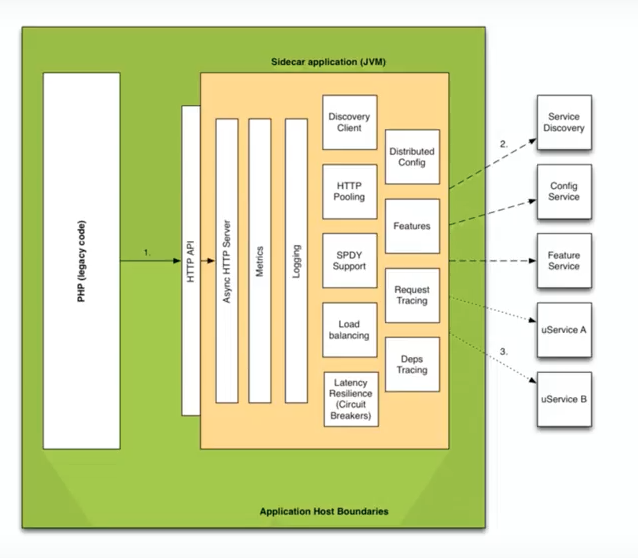 Sidecar application (JVM)
PHP (legacy code)
1.
HTTP API
Async HTTP Server
Metrics
Logging
Discovery
Client
HTTP
Pooling
SPDY
Support
Load
balancing
Latency
Resilience
(Circuit
Breakers)
Distributed
Config
Features
Request
Tracing
Deps
Tracing
2.
3.
Service
Discovery
Config
Service
Feature
Service
uService A
uService B
Application Host Boundaries